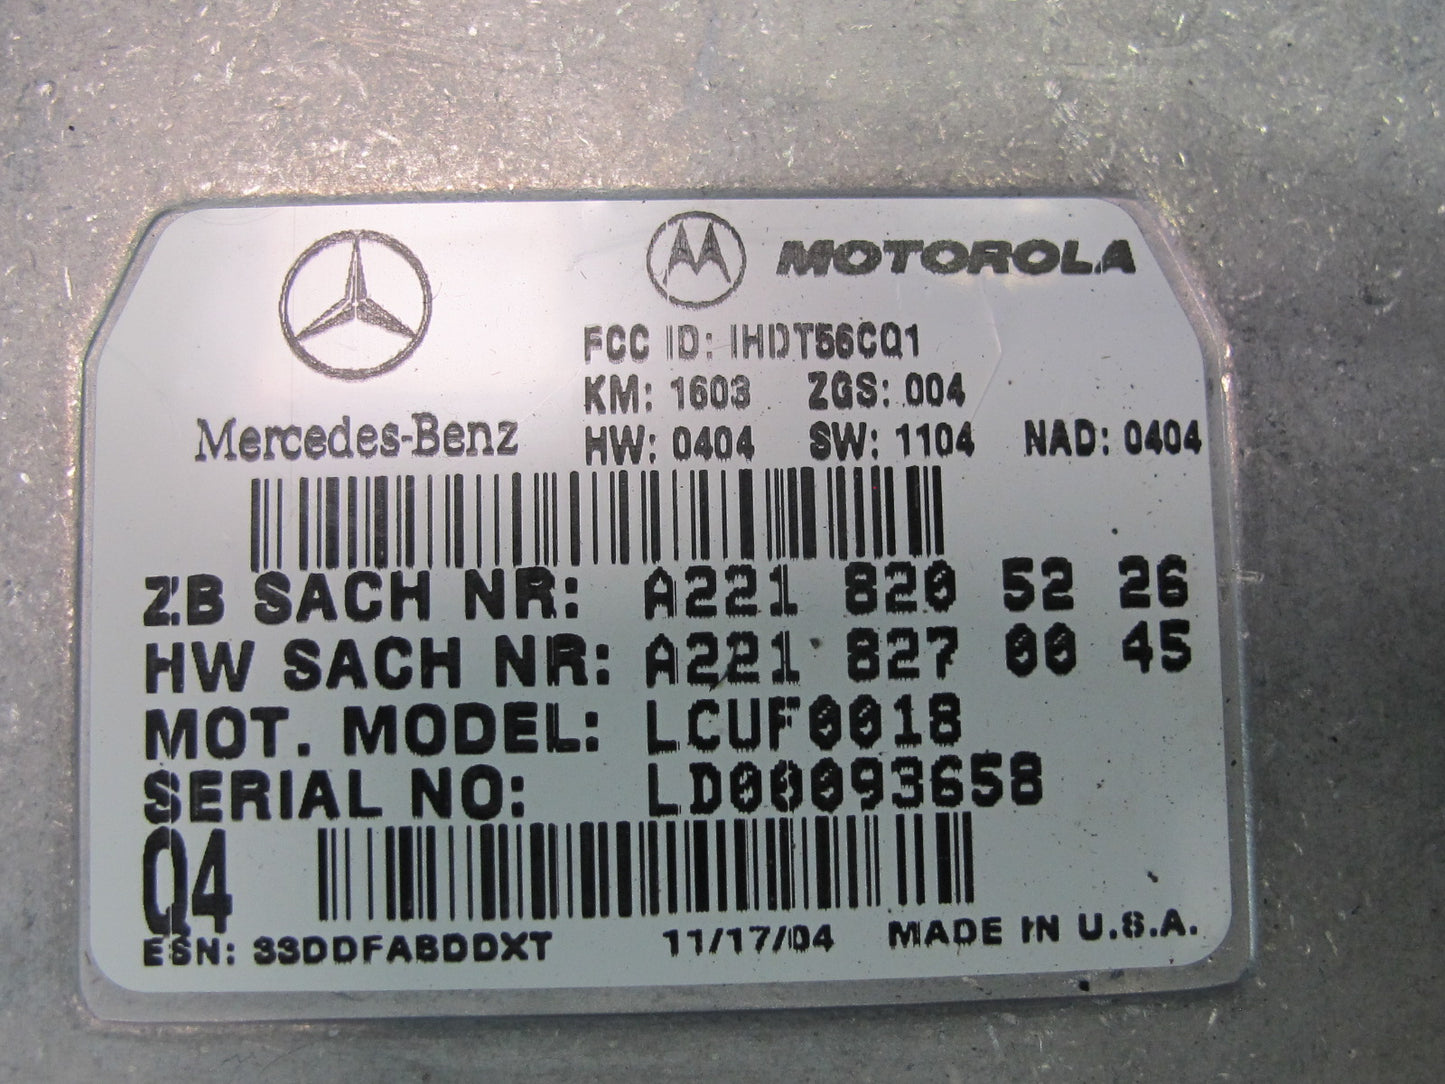 MOTOROLA
FCC ID: IHDT56CQ1
KM: 1603 ZGS: 004
Mercedes-Benz
HW: 0404 SW: 1104 NAD: 0404
ZB SACH NR: A221 820 52 26
HW SACH NR: A221 827 00 45
MOT. MODEL: LCUF0018
SERIAL NO: LD00093658
Q4
ESN: 33DDFABDDXT 11/17/04 MADE IN U.S.A.